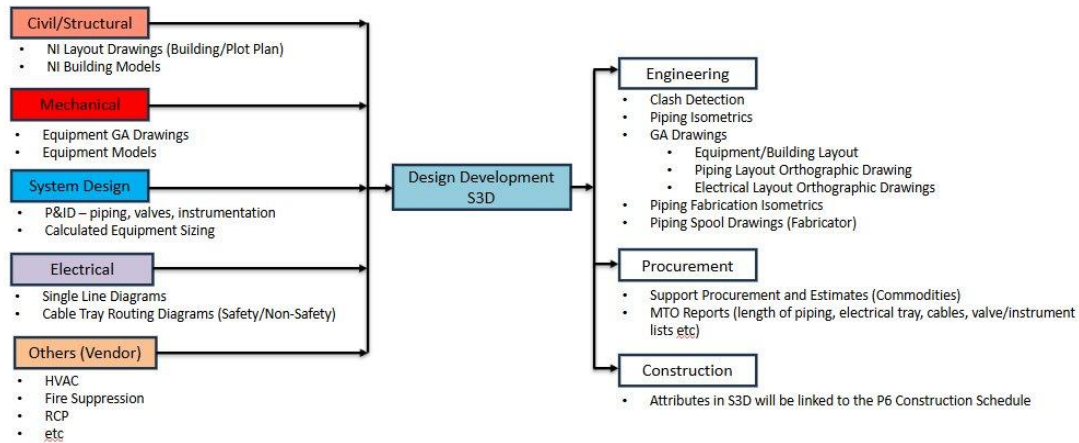 Civil/Structural
• NI Layout Drawings (Building/Plot Plan)
• NI Building Models
Mechanical
• Equipment GA Drawings
• Equipment Models
System Design
• P&ID – piping, valves, instrumentation
• Calculated Equipment Sizing
Electrical
• Single Line Diagrams
• Cable Tray Routing Diagrams (Safety/Non-Safety)
Others (Vendor)
• HVAC
• Fire Suppression
• RCP
• etc
Design Development
S3D
Engineering
• Clash Detection
• Piping Isometrics
• GA Drawings
• Equipment/Building Layout
• Piping Layout Orthographic Drawing
• Electrical Layout Orthographic Drawings
• Piping Fabrication Isometrics
• Piping Spool Drawings (Fabricator)
Procurement
• Support Procurement and Estimates (Commodities)
• MTO Reports (length of piping, electrical tray, cables, valve/instrument
lists etc)
Construction
• Attributes in S3D will be linked to the P6 Construction Schedule